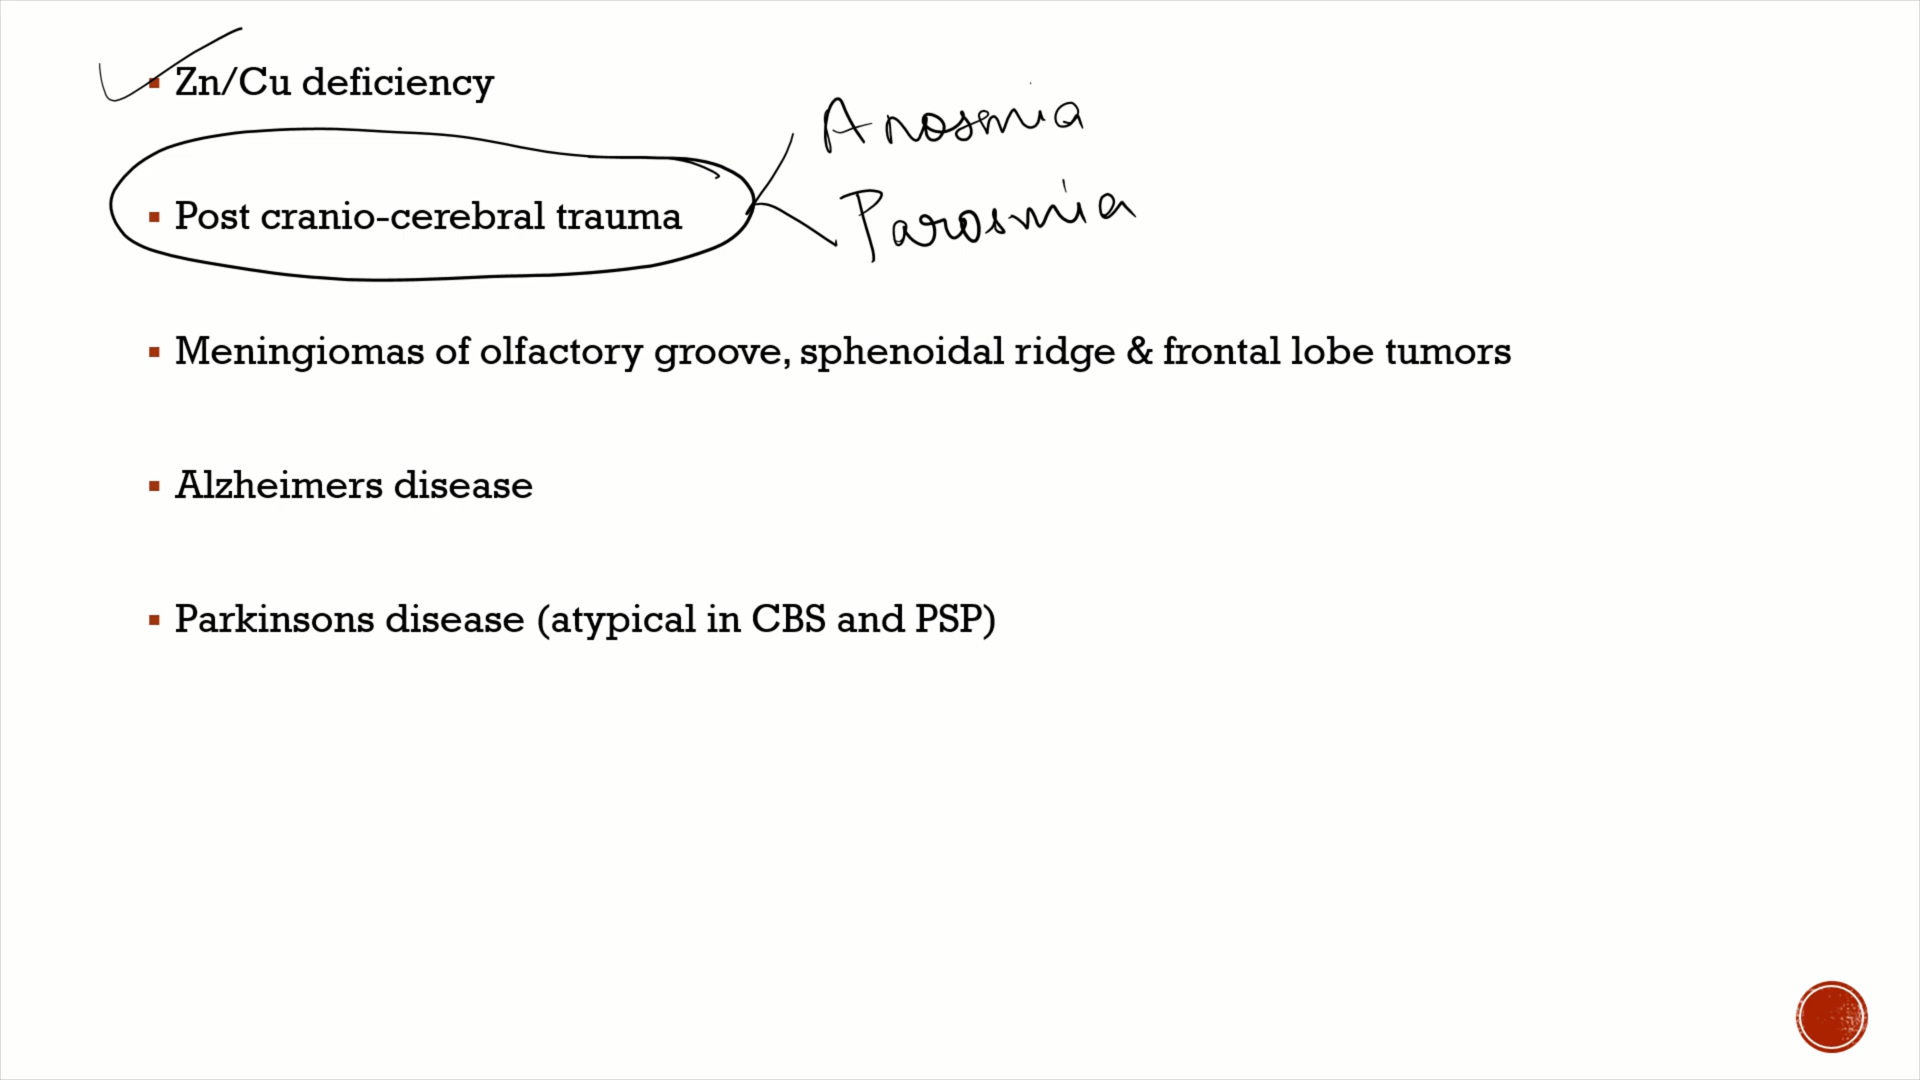 Zn/Cu deficiency
Anosmia
Post cranio-cerebral trauma
Parosmia
Meningiomas of olfactory groove, sphenoidal ridge & frontal lobe tumors
Alzheimers disease
Parkinsons disease (atypical in CBS and PSP)